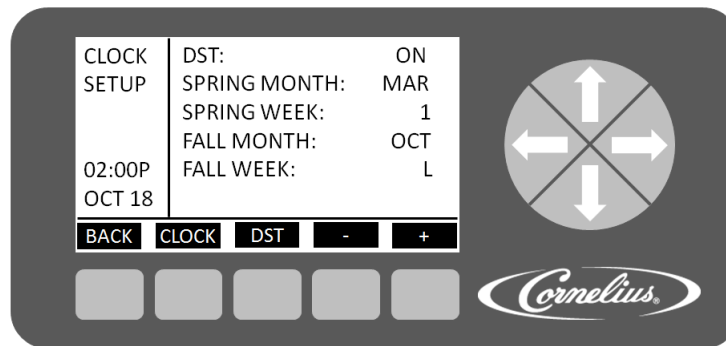 CLOCK
SETUP
02:00P
OCT 18
DST: ON
SPRING MONTH: MAR
SPRING WEEK: 1
FALL MONTH: OCT
FALL WEEK: L
BACK CLOCK DST - +
Cornelius®